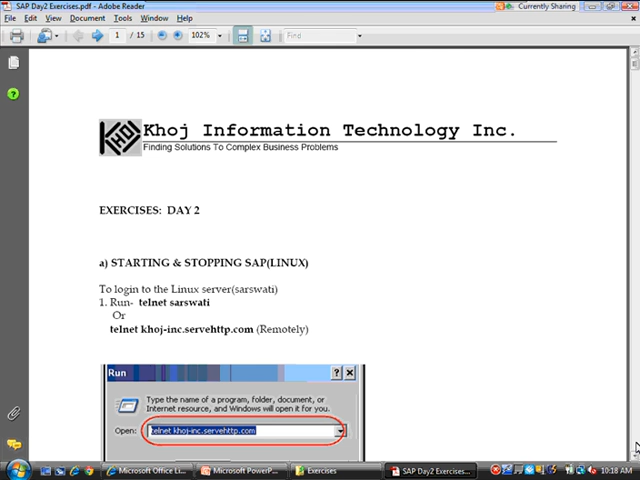 SAP Day2 Exercises.pdf - Adobe Reader
Currently Sharing
File Edit View Document Tools Window Help
1 / 15 102% Find
KHOJ
Khoj Information Technology Inc.
Finding Solutions To Complex Business Problems
EXERCISES: DAY 2
a) STARTING & STOPPING SAP(LINUX)
To login to the Linux server(sarswati)
1. Run- telnet sarswati
Or
telnet khoj-inc.servehttp.com (Remotely)
Run
Type the name of a program, folder, document, or
Internet resource, and Windows will open it for you.
Open: telnet khoj-inc.servehttp.com
Start Microsoft Office Li... Microsoft PowerP... Exercises SAP Day2 Exercises... 10:18 AM